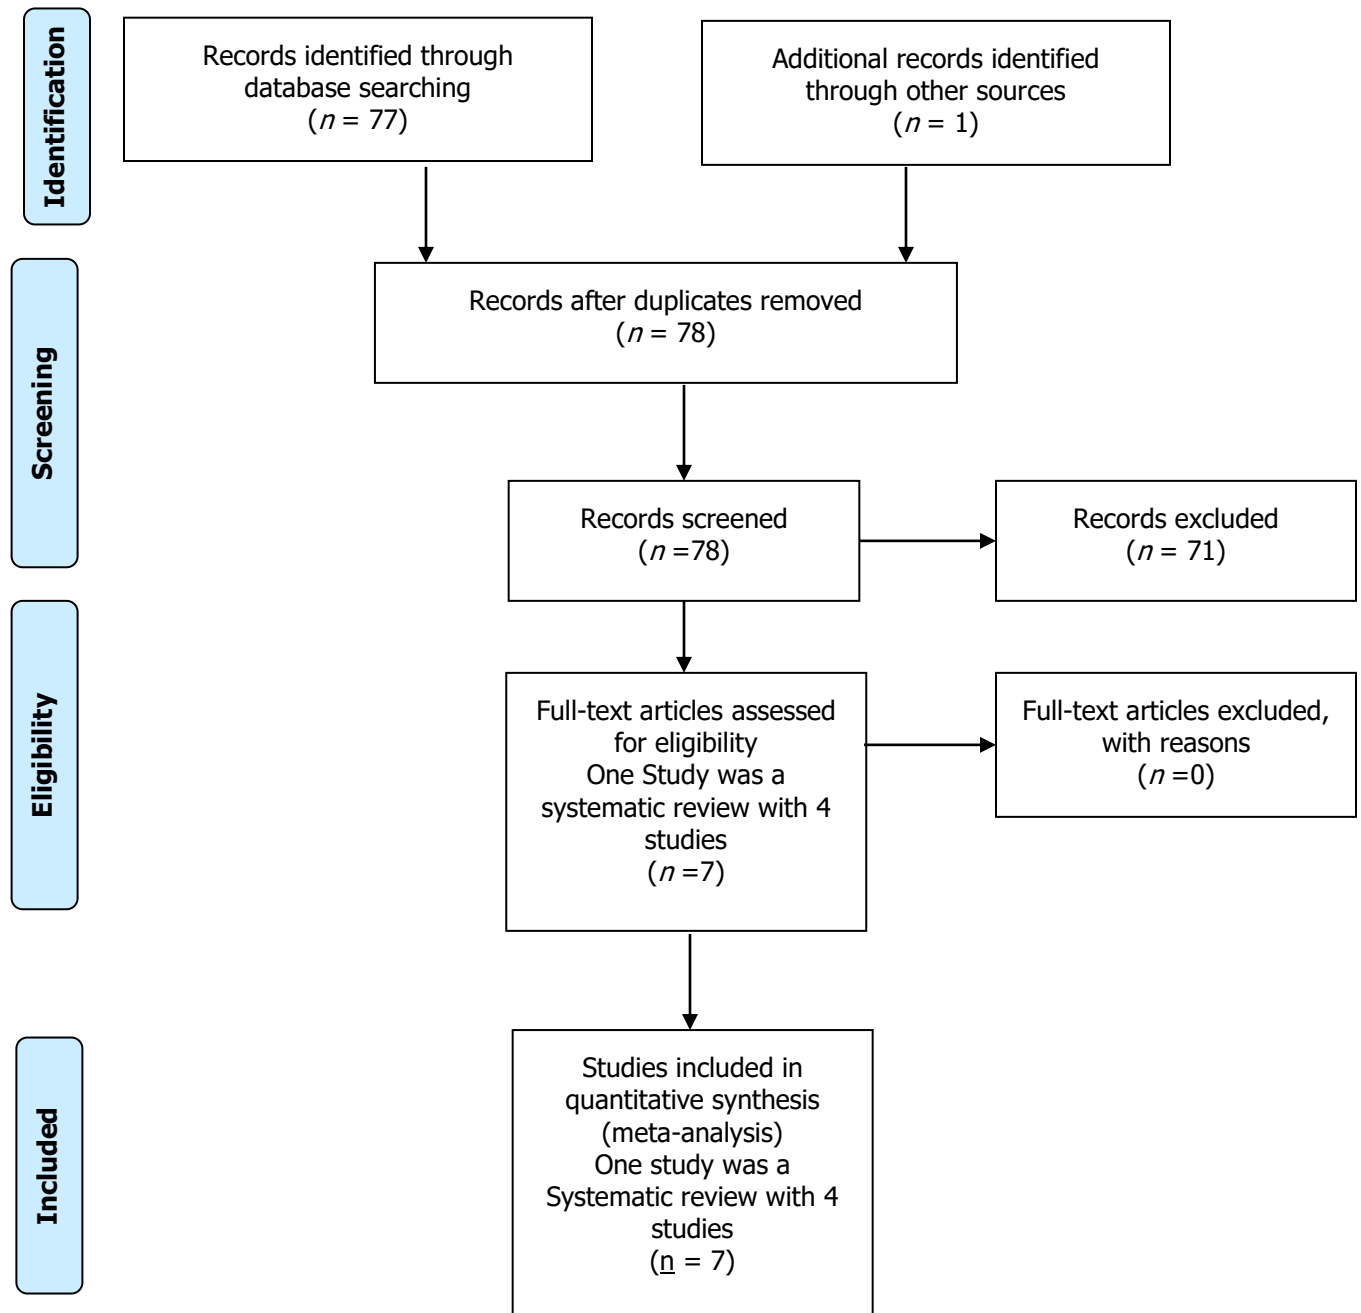 Identification
Records identified through
database searching
(n = 77)
Additional records identified
through other sources
(n = 1)
Screening
Records after duplicates removed
(n = 78)
Records screened
(n =78)
Records excluded
(n = 71)
Eligibility
Full-text articles assessed
for eligibility
One Study was a
systematic review with 4
studies
(n =7)
Full-text articles excluded,
with reasons
(n =0)
Included
Studies included in
quantitative synthesis
(meta-analysis)
One study was a
Systematic review with 4
studies
(n = 7)